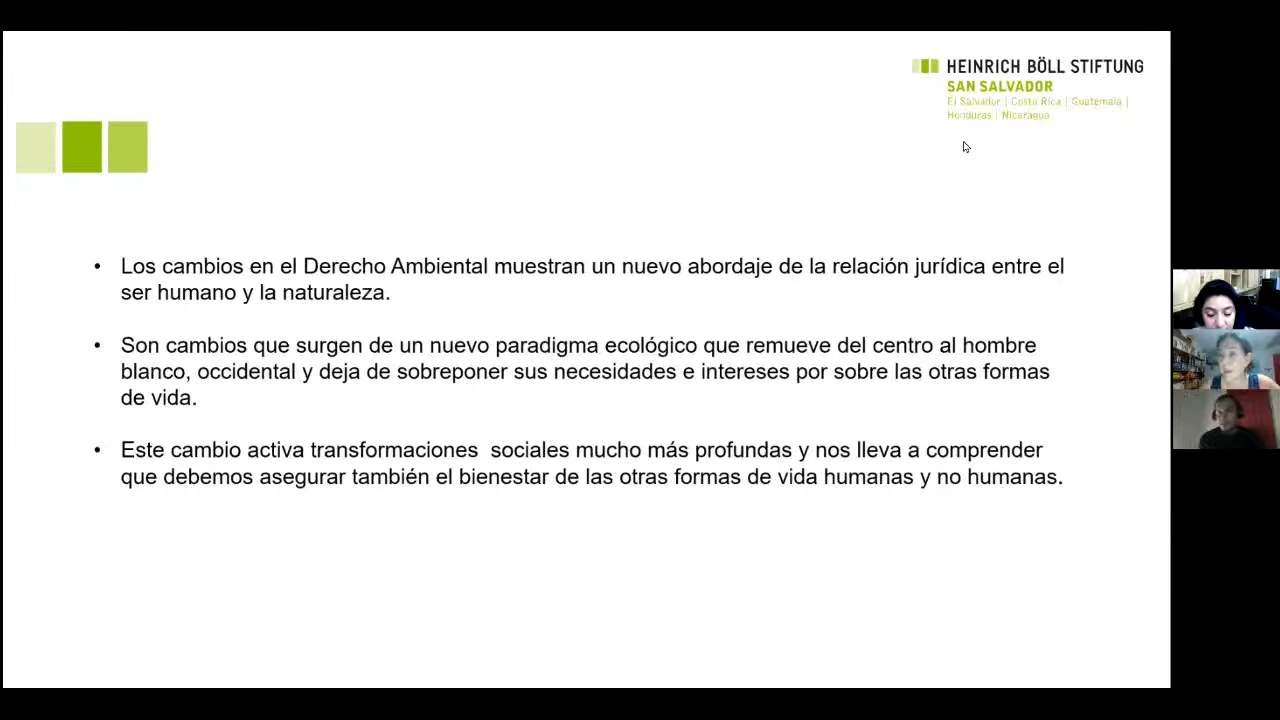 HEINRICH BÖLL STIFTUNG
SAN SALVADOR
El Salvador | Costa Rica | Guatemala |
Honduras | Nicaragua
• Los cambios en el Derecho Ambiental muestran un nuevo abordaje de la relación jurídica entre el
ser humano y la naturaleza.
• Son cambios que surgen de un nuevo paradigma ecológico que remueve del centro al hombre
blanco, occidental y deja de sobreponer sus necesidades e intereses por sobre las otras formas
de vida.
• Este cambio activa transformaciones  sociales mucho más profundas y nos lleva a comprender
que debemos asegurar también el bienestar de las otras formas de vida humanas y no humanas.